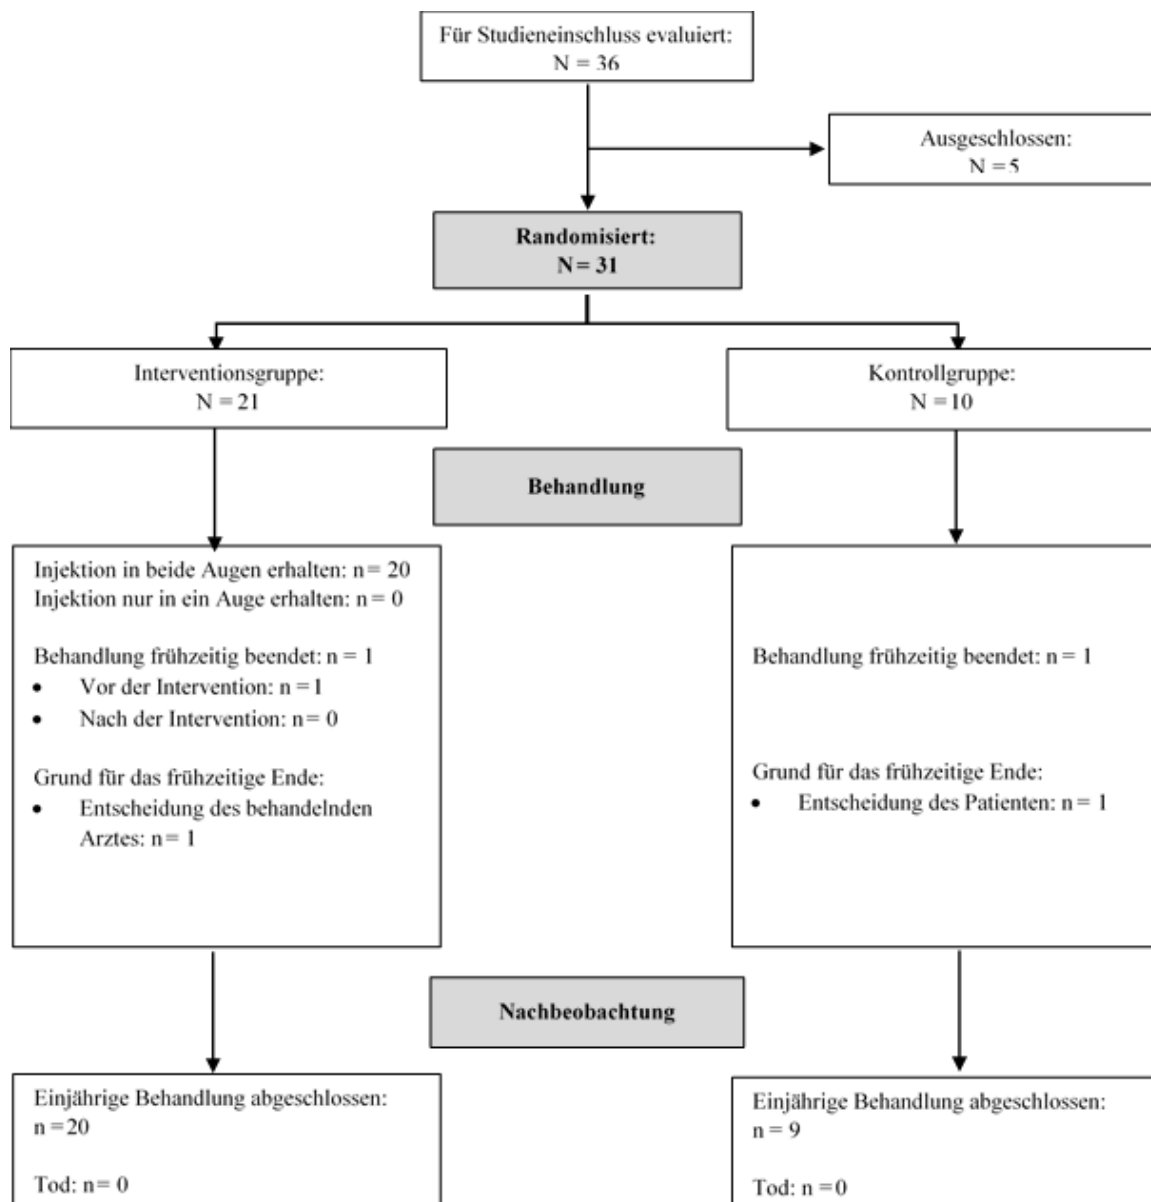 Für Studieneinschluss evaluiert:
N = 36
Ausgeschlossen:
N = 5
Randomisiert:
N = 31
Interventionsgruppe:
N = 21
Kontrollgruppe:
N = 10
Behandlung
Injektion in beide Augen erhalten: n = 20
Injektion nur in ein Auge erhalten: n = 0
Behandlung frühzeitig beendet: n = 1
• Vor der Intervention: n = 1
• Nach der Intervention: n = 0
Grund für das frühzeitige Ende:
• Entscheidung des behandelnden
Arztes: n = 1
Behandlung frühzeitig beendet: n = 1
Grund für das frühzeitige Ende:
• Entscheidung des Patienten: n = 1
Nachbeobachtung
Einjährige Behandlung abgeschlossen:
n = 20
Tod: n = 0
Einjährige Behandlung abgeschlossen:
n = 9
Tod: n = 0